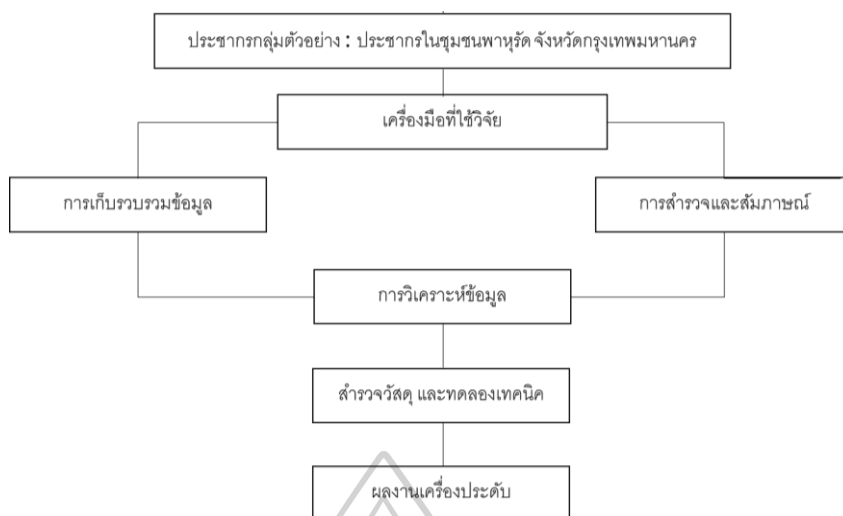 ประชากรกลุ่มตัวอย่าง : ประชากรในชุมชนพาหุรัด จังหวัดกรุงเทพมหานคร
เครื่องมือที่ใช้วิจัย
การเก็บรวบรวมข้อมูล
การสำรวจและสัมภาษณ์
การวิเคราะห์ข้อมูล
สำรวจวัสดุ และทดลองเทคนิค
ผลงานเครื่องประดับ